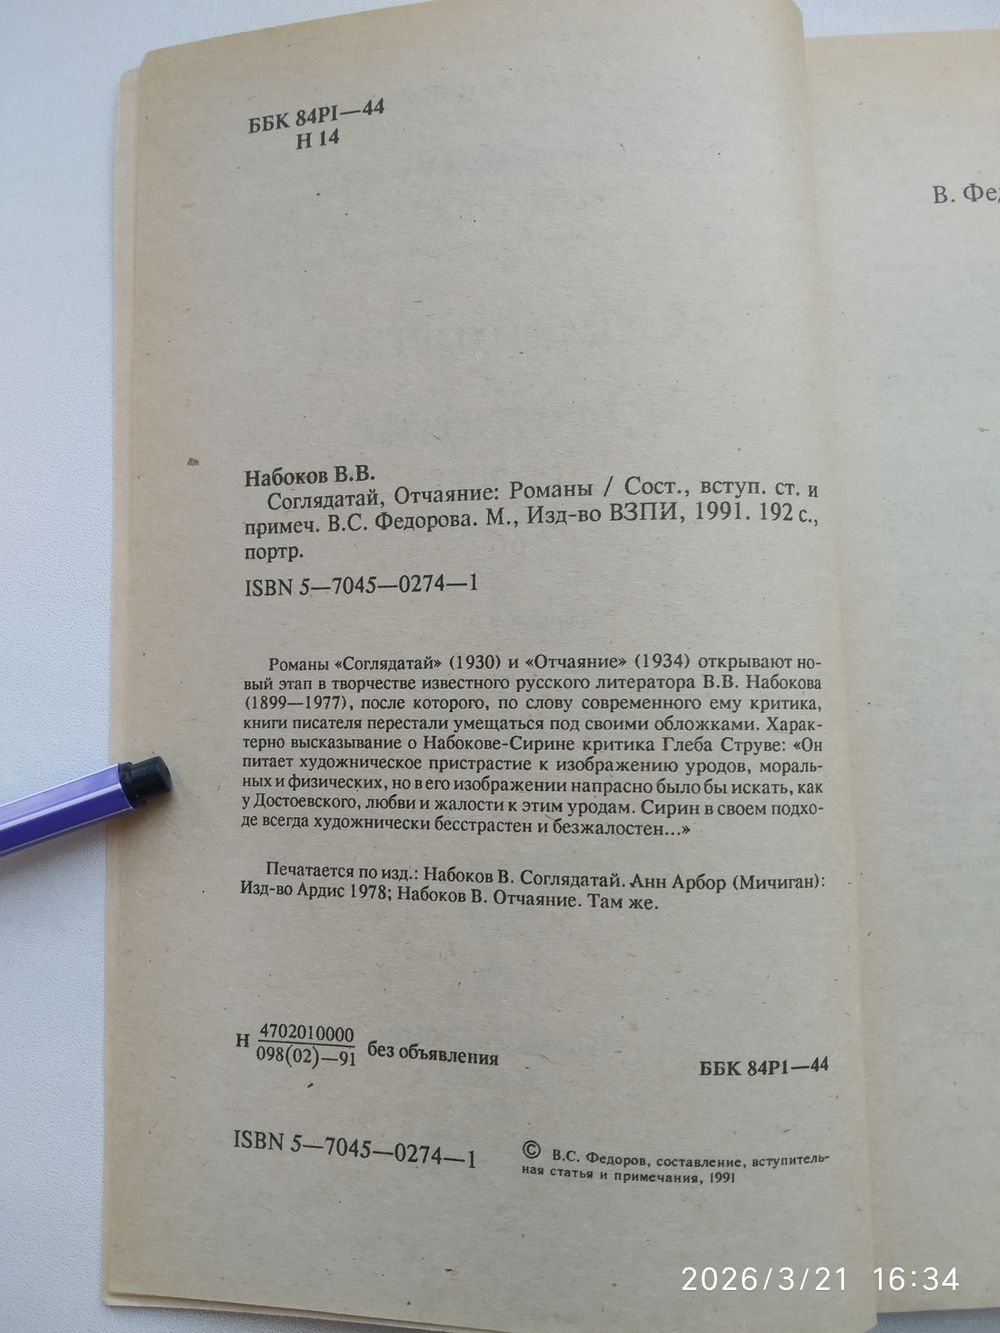 ББК 84РІ—44
Н 14
В. Фед
Набоков В.В.
Соглядатай, Отчаяние: Романы / Сост., вступ. ст. и
примеч. В.С. Федорова. М., Изд-во ВЗПИ, 1991. 192 с.,
портр.
ISBN 5—7045—0274—1
Романы «Соглядатай» (1930) и «Отчаяние» (1934) открывают но-
вый этап в творчестве известного русского литератора В.В. Набокова
(1899—1977), после которого, по слову современного ему критика,
книги писателя перестали умещаться под своими обложками. Харак-
терно высказывание о Набокове-Сирине критика Глеба Струве: «Он
питает художническое пристрастие к изображению уродов, мораль-
ных и физических, но в его изображении напрасно было бы искать, как
у Достоевского, любви и жалости к этим уродам. Сирин в своем подхо-
де всегда художнически бесстрастен и безжалостен...»
Печатается по изд.: Набоков В. Соглядатай. Анн Арбор (Мичиган):
Изд-во Ардис 1978; Набоков В. Отчаяние. Там же.
Н 4702010000
098(02)—91 без объявления
ББК 84Р1—44
ISBN 5—7045—0274—1
© В.С. Федоров, составление, вступитель-
ная статья и примечания, 1991
2026/3/21 16:34